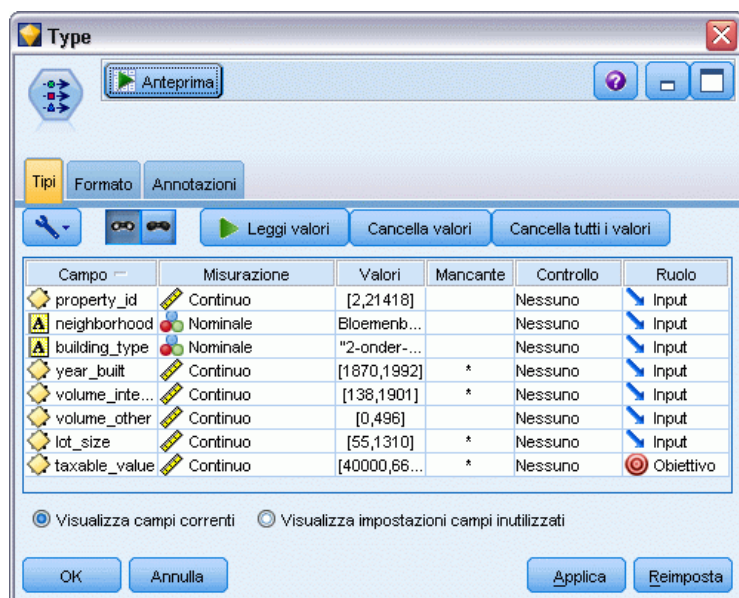 Type
Anteprima
Tipi Formato Annotazioni
Leggi valori Cancella valori Cancella tutti i valori
Campo Misurazione Valori Mancante Controllo Ruolo
property_id Continuo [2,21418] Nessuno Input
A neighborhood Nominale Bloemenb... Nessuno Input
A building_type Nominale "2-onder-... Nessuno Input
year_built Continuo [1870,1992] * Nessuno Input
volume_inte... Continuo [138,1901] * Nessuno Input
volume_other Continuo [0,496] Nessuno Input
lot_size Continuo [55,1310] * Nessuno Input
taxable_value Continuo [40000,66... * Nessuno Obiettivo
Visualizza campi correnti Visualizza impostazioni campi inutilizzati
OK Annulla Applica Reimposta